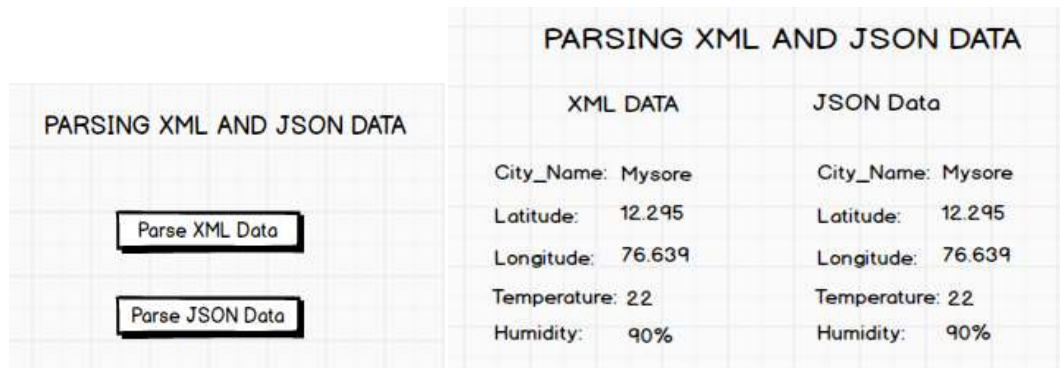 PARSING XML AND JSON DATA
Parse XML Data
Parse JSON Data
PARSING XML AND JSON DATA
XML DATA
City_Name: Mysore
Latitude: 12.295
Longitude: 76.639
Temperature: 22
Humidity: 90%
JSON Data
City_Name: Mysore
Latitude: 12.295
Longitude: 76.639
Temperature: 22
Humidity: 90%